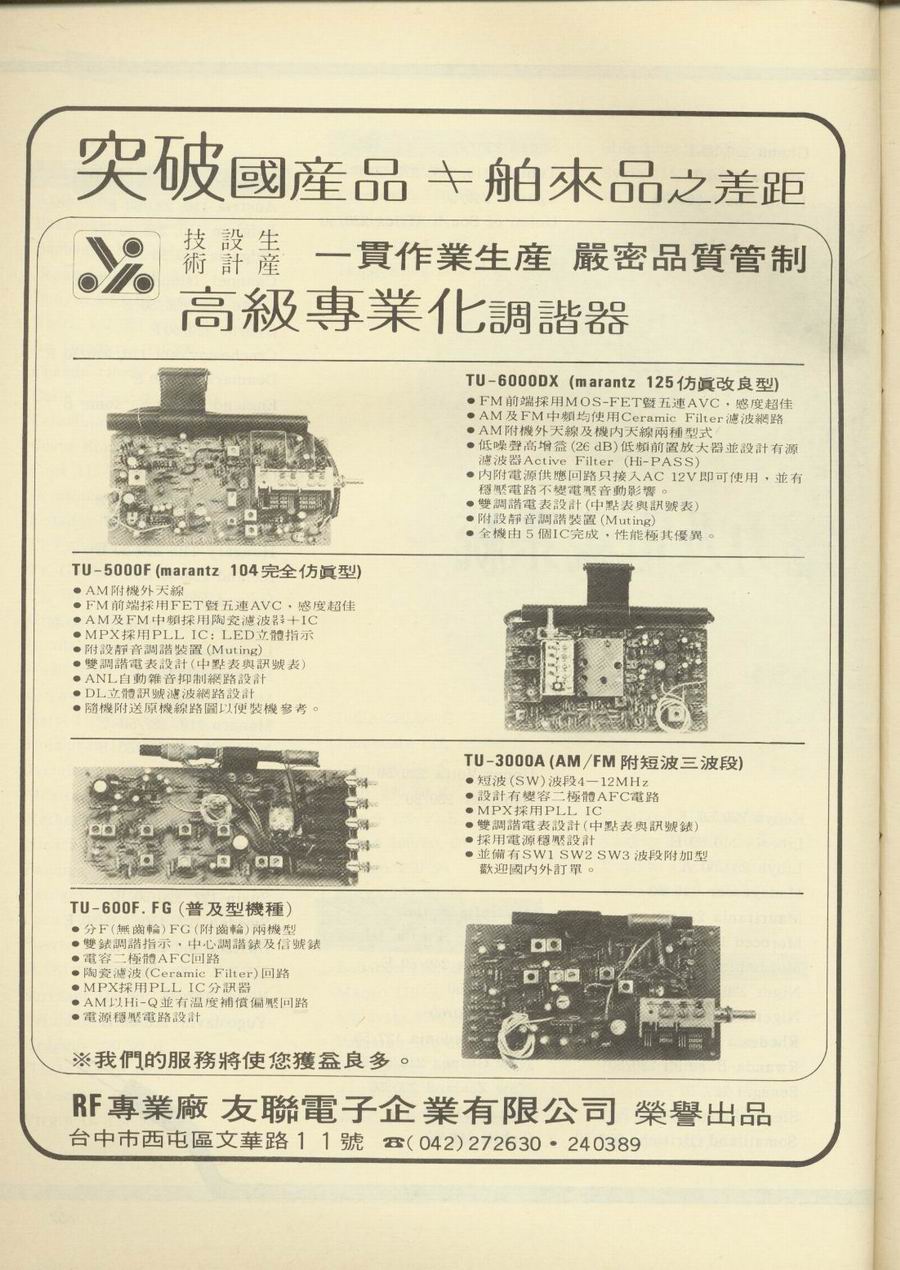 突破國産品≠舶來品之差距
技術 設計 生産 一貫作業生産 嚴密品質管制
高級專業化調諧器
TU-6000DX (marantz 125仿眞改良型)
●FM前端採用MOS-FET暨五連AVC，感度超佳
●AM及FM中頻均使用Ceramic Filter濾波網路
●AM附機外天線及機內天線兩種型式
●低噪聲高增益(26 dB)低頻前置放大器並設計有源
濾波器Active Filter (Hi-PASS)
●內附電源供應回路只接入AC 12V即可使用，並有
穩壓電路不變電壓音動影響。
●雙調諧電表設計(中點表與訊號表)
●附設靜音調諧裝置(Muting)
●全機由5個IC完成，性能極其優異。
TU-5000F (marantz 104完全仿眞型)
●AM附機外天線
●FM前端採用FET暨五連AVC，感度超佳
●AM及FM中頻採用陶瓷濾波器+IC
●MPX採用PLL IC: LED立體指示
●附設靜音調諧裝置(Muting)
●雙調諧電表設計(中點表與訊號表)
●ANL自動雜音抑制網路設計
●DL立體訊號濾波網路設計
●隨機附送原機線路圖以便裝機參考。
TU-3000A (AM/FM附短波三波段)
●短波(SW)波段4—12MHz
●設計有變容二極體AFC電路
●MPX採用PLL IC
●雙調諧電表設計(中點表與訊號錶)
●採用電源穩壓設計
●並備有SW1 SW2 SW3波段附加型
歡迎國內外訂單。
TU-600F. FG (普及型機種)
●分F(無齒輪)FG(附齒輪)兩機型
●雙錶調諧指示，中心調諧錶及信號錶
●電容二極體AFC回路
●陶瓷濾波(Ceramic Filter)回路
●MPX採用PLL IC分訊器
●AM以Hi-Q並有温度補償偏壓回路
●電源穩壓電路設計
※我們的服務將使您獲益良多。
RF專業廠 友聯電子企業有限公司 榮譽出品
台中市西屯區文華路11號 ☎(042)272630・240389